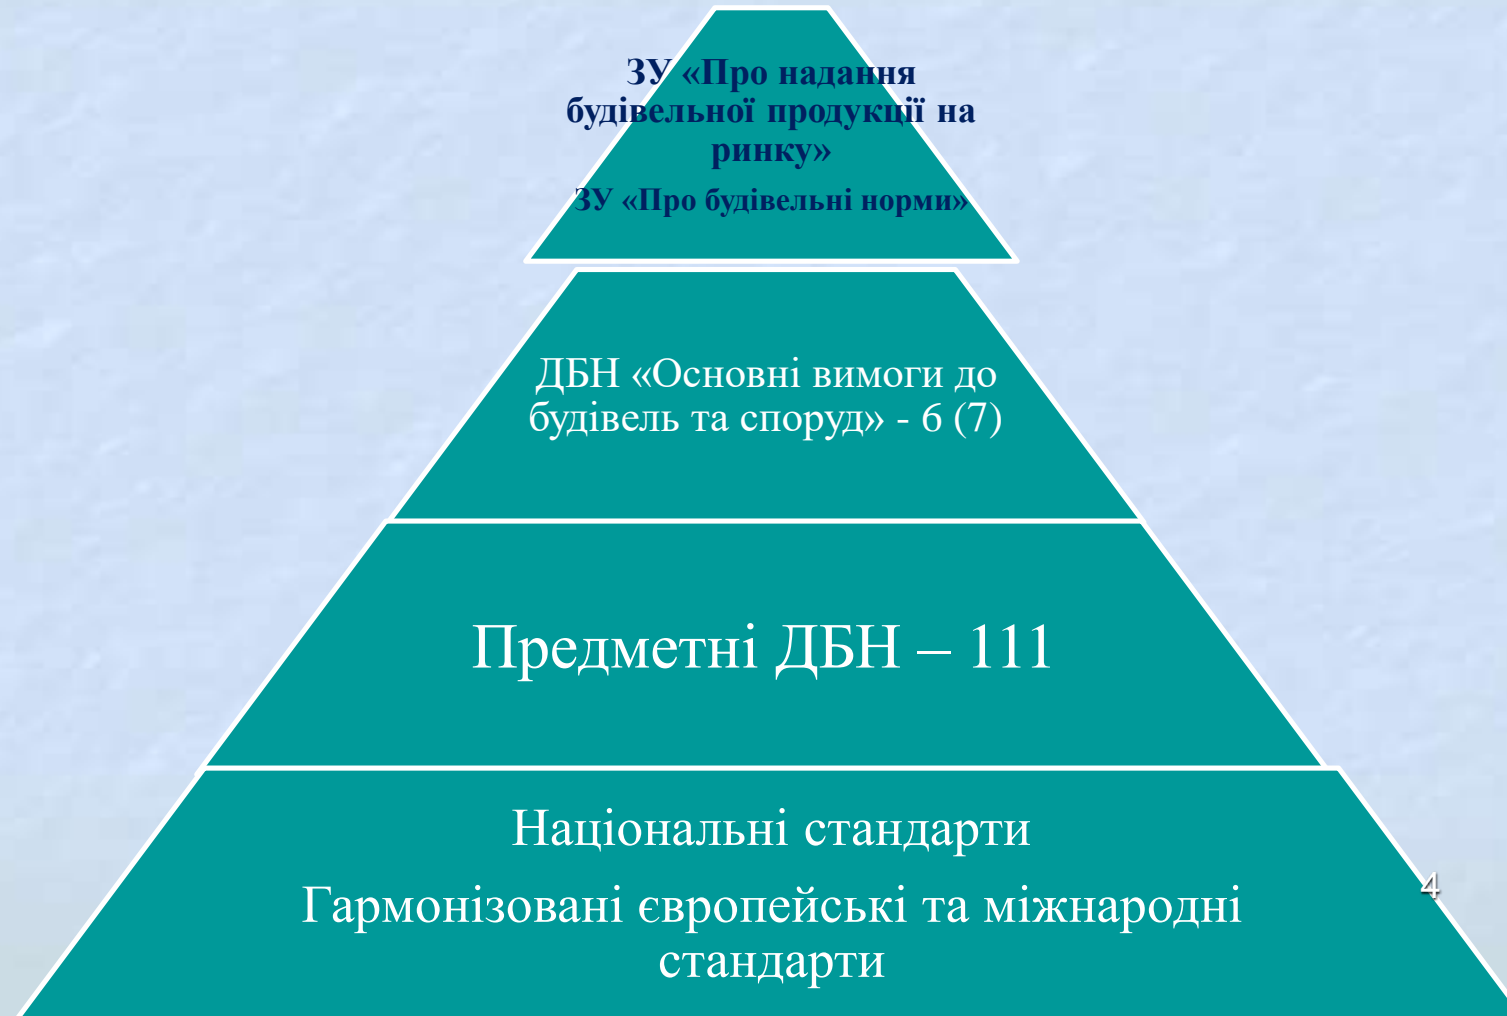 ЗУ «Про надання
будівельної продукції на
ринку»
ЗУ «Про будівельні норми»
ДБН «Основні вимоги до
будівель та споруд» - 6 (7)
Предметні ДБН – 111
Національні стандарти
4
Гармонізовані європейські та міжнародні
стандарти